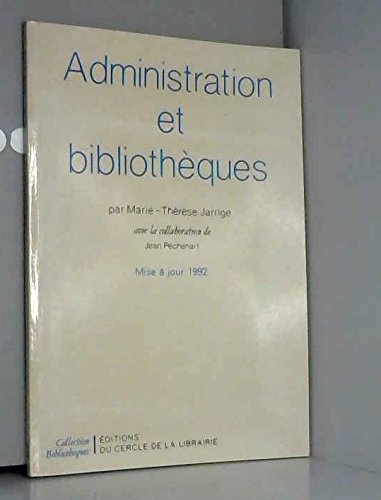 Administration
et
bibliothèques
par Marie-Thérèse Jarrige
avec la collaboration de
Jean Péchenart
Mise à jour 1992
Collection
Bibliothèques
ÉDITIONS
DU CERCLE DE LA LIBRAIRIE